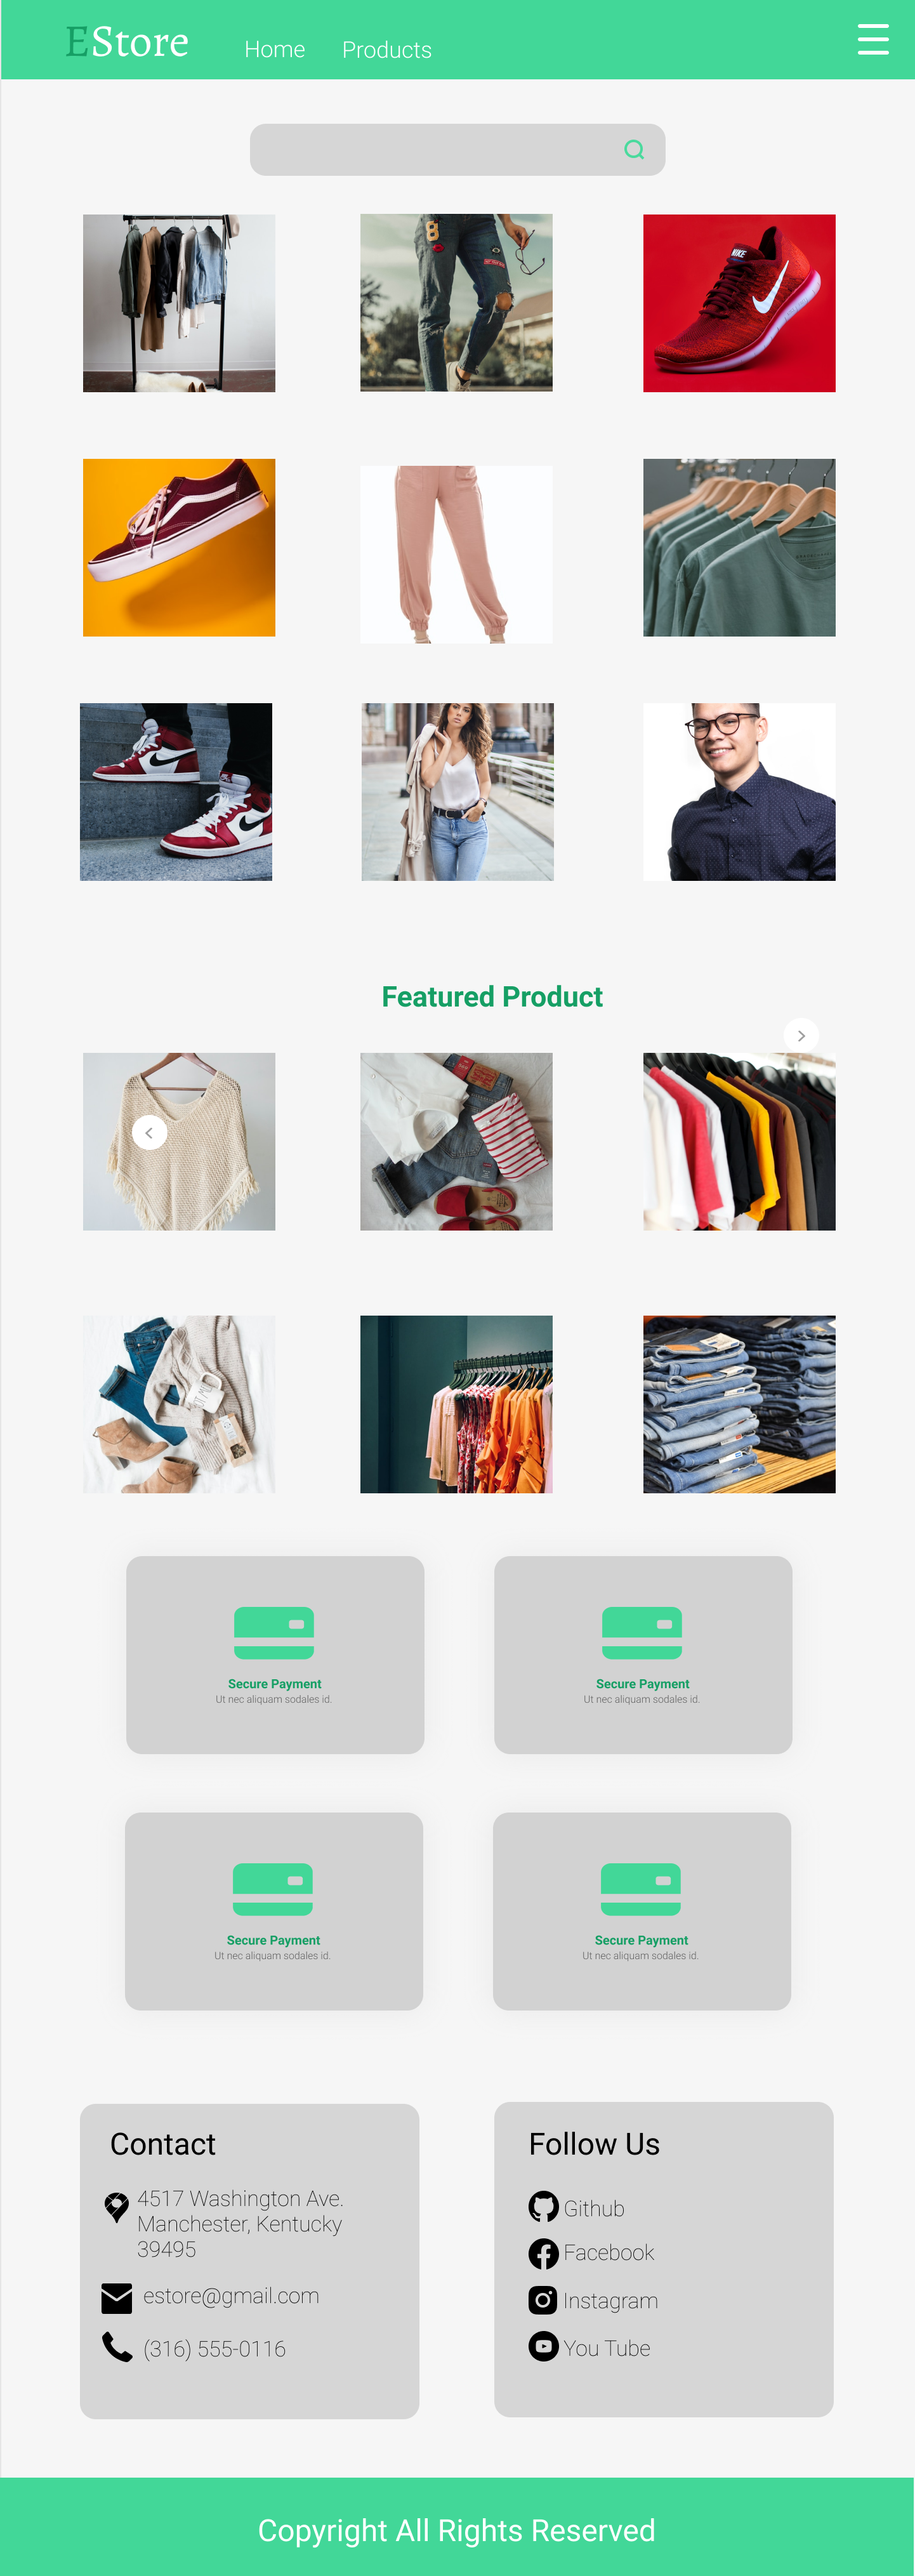 EStore
Home
Products
NIKE
Featured Product
Secure Payment
Ut nec aliquam sodales id.
Secure Payment
Ut nec aliquam sodales id.
Secure Payment
Ut nec aliquam sodales id.
Secure Payment
Ut nec aliquam sodales id.
Contact
4517 Washington Ave.
Manchester, Kentucky
39495
estore@gmail.com
(316) 555-0116
Follow Us
Github
Facebook
Instagram
You Tube
Copyright All Rights Reserved